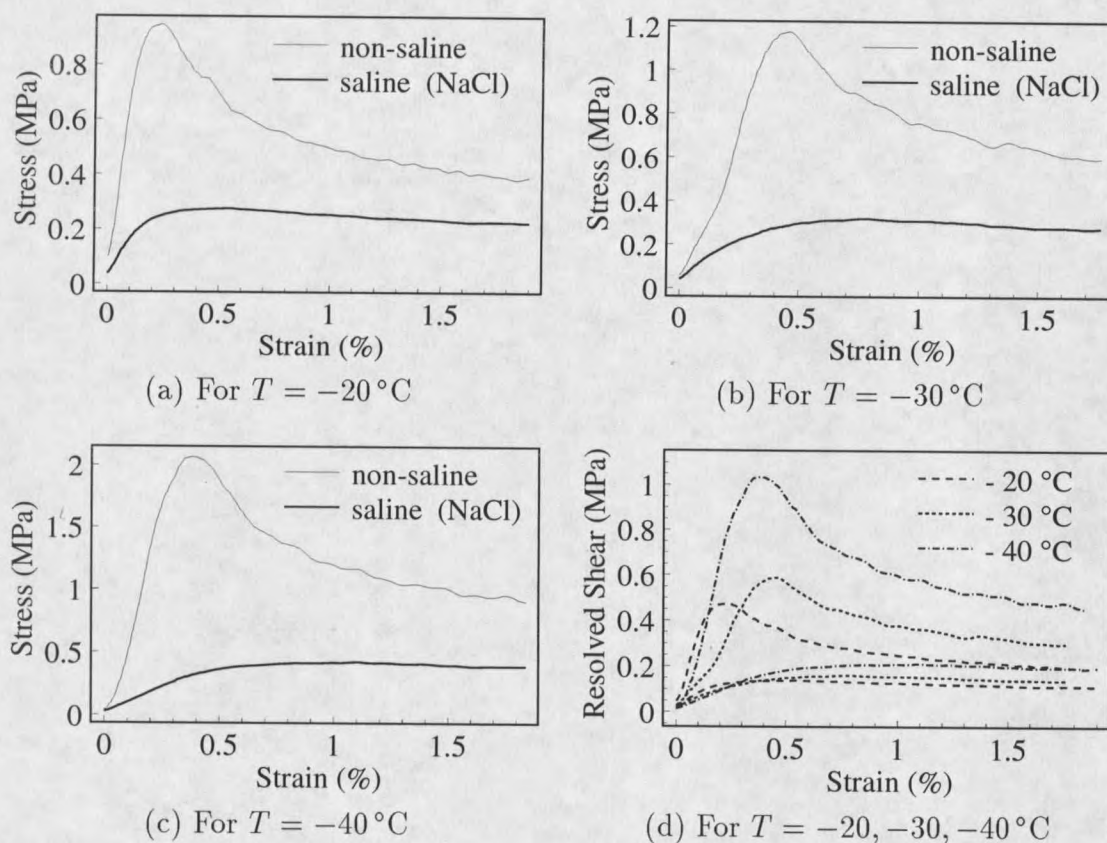 non-saline
saline (NaCl)
Stress (MPa)
0.8
0.6
0.4
0.2
0
0 0.5 1 1.5
Strain (%)
(a) For T = −20 °C
non-saline
saline (NaCl)
Stress (MPa)
1.2
1
0.8
0.6
0.4
0.2
0
0 0.5 1 1.5
Strain (%)
(b) For T = −30 °C
non-saline
saline (NaCl)
Stress (MPa)
2
1.5
1
0.5
0
0 0.5 1 1.5
Strain (%)
(c) For T = −40 °C
-20 °C
-30 °C
-40 °C
Resolved Shear (MPa)
1
0.8
0.6
0.4
0.2
0
0 0.5 1 1.5
Strain (%)
(d) For T = −20, −30, −40 °C